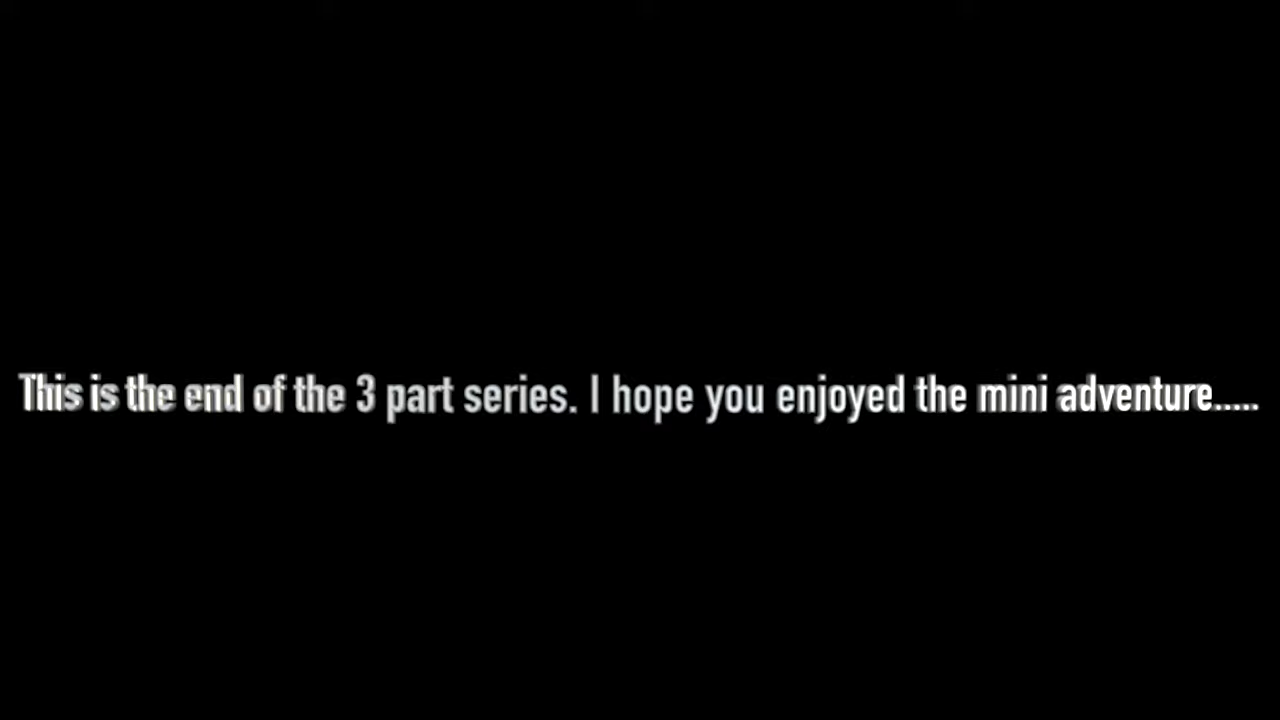 This is the end of the 3 part series. I hope you enjoyed the mini adventure.....